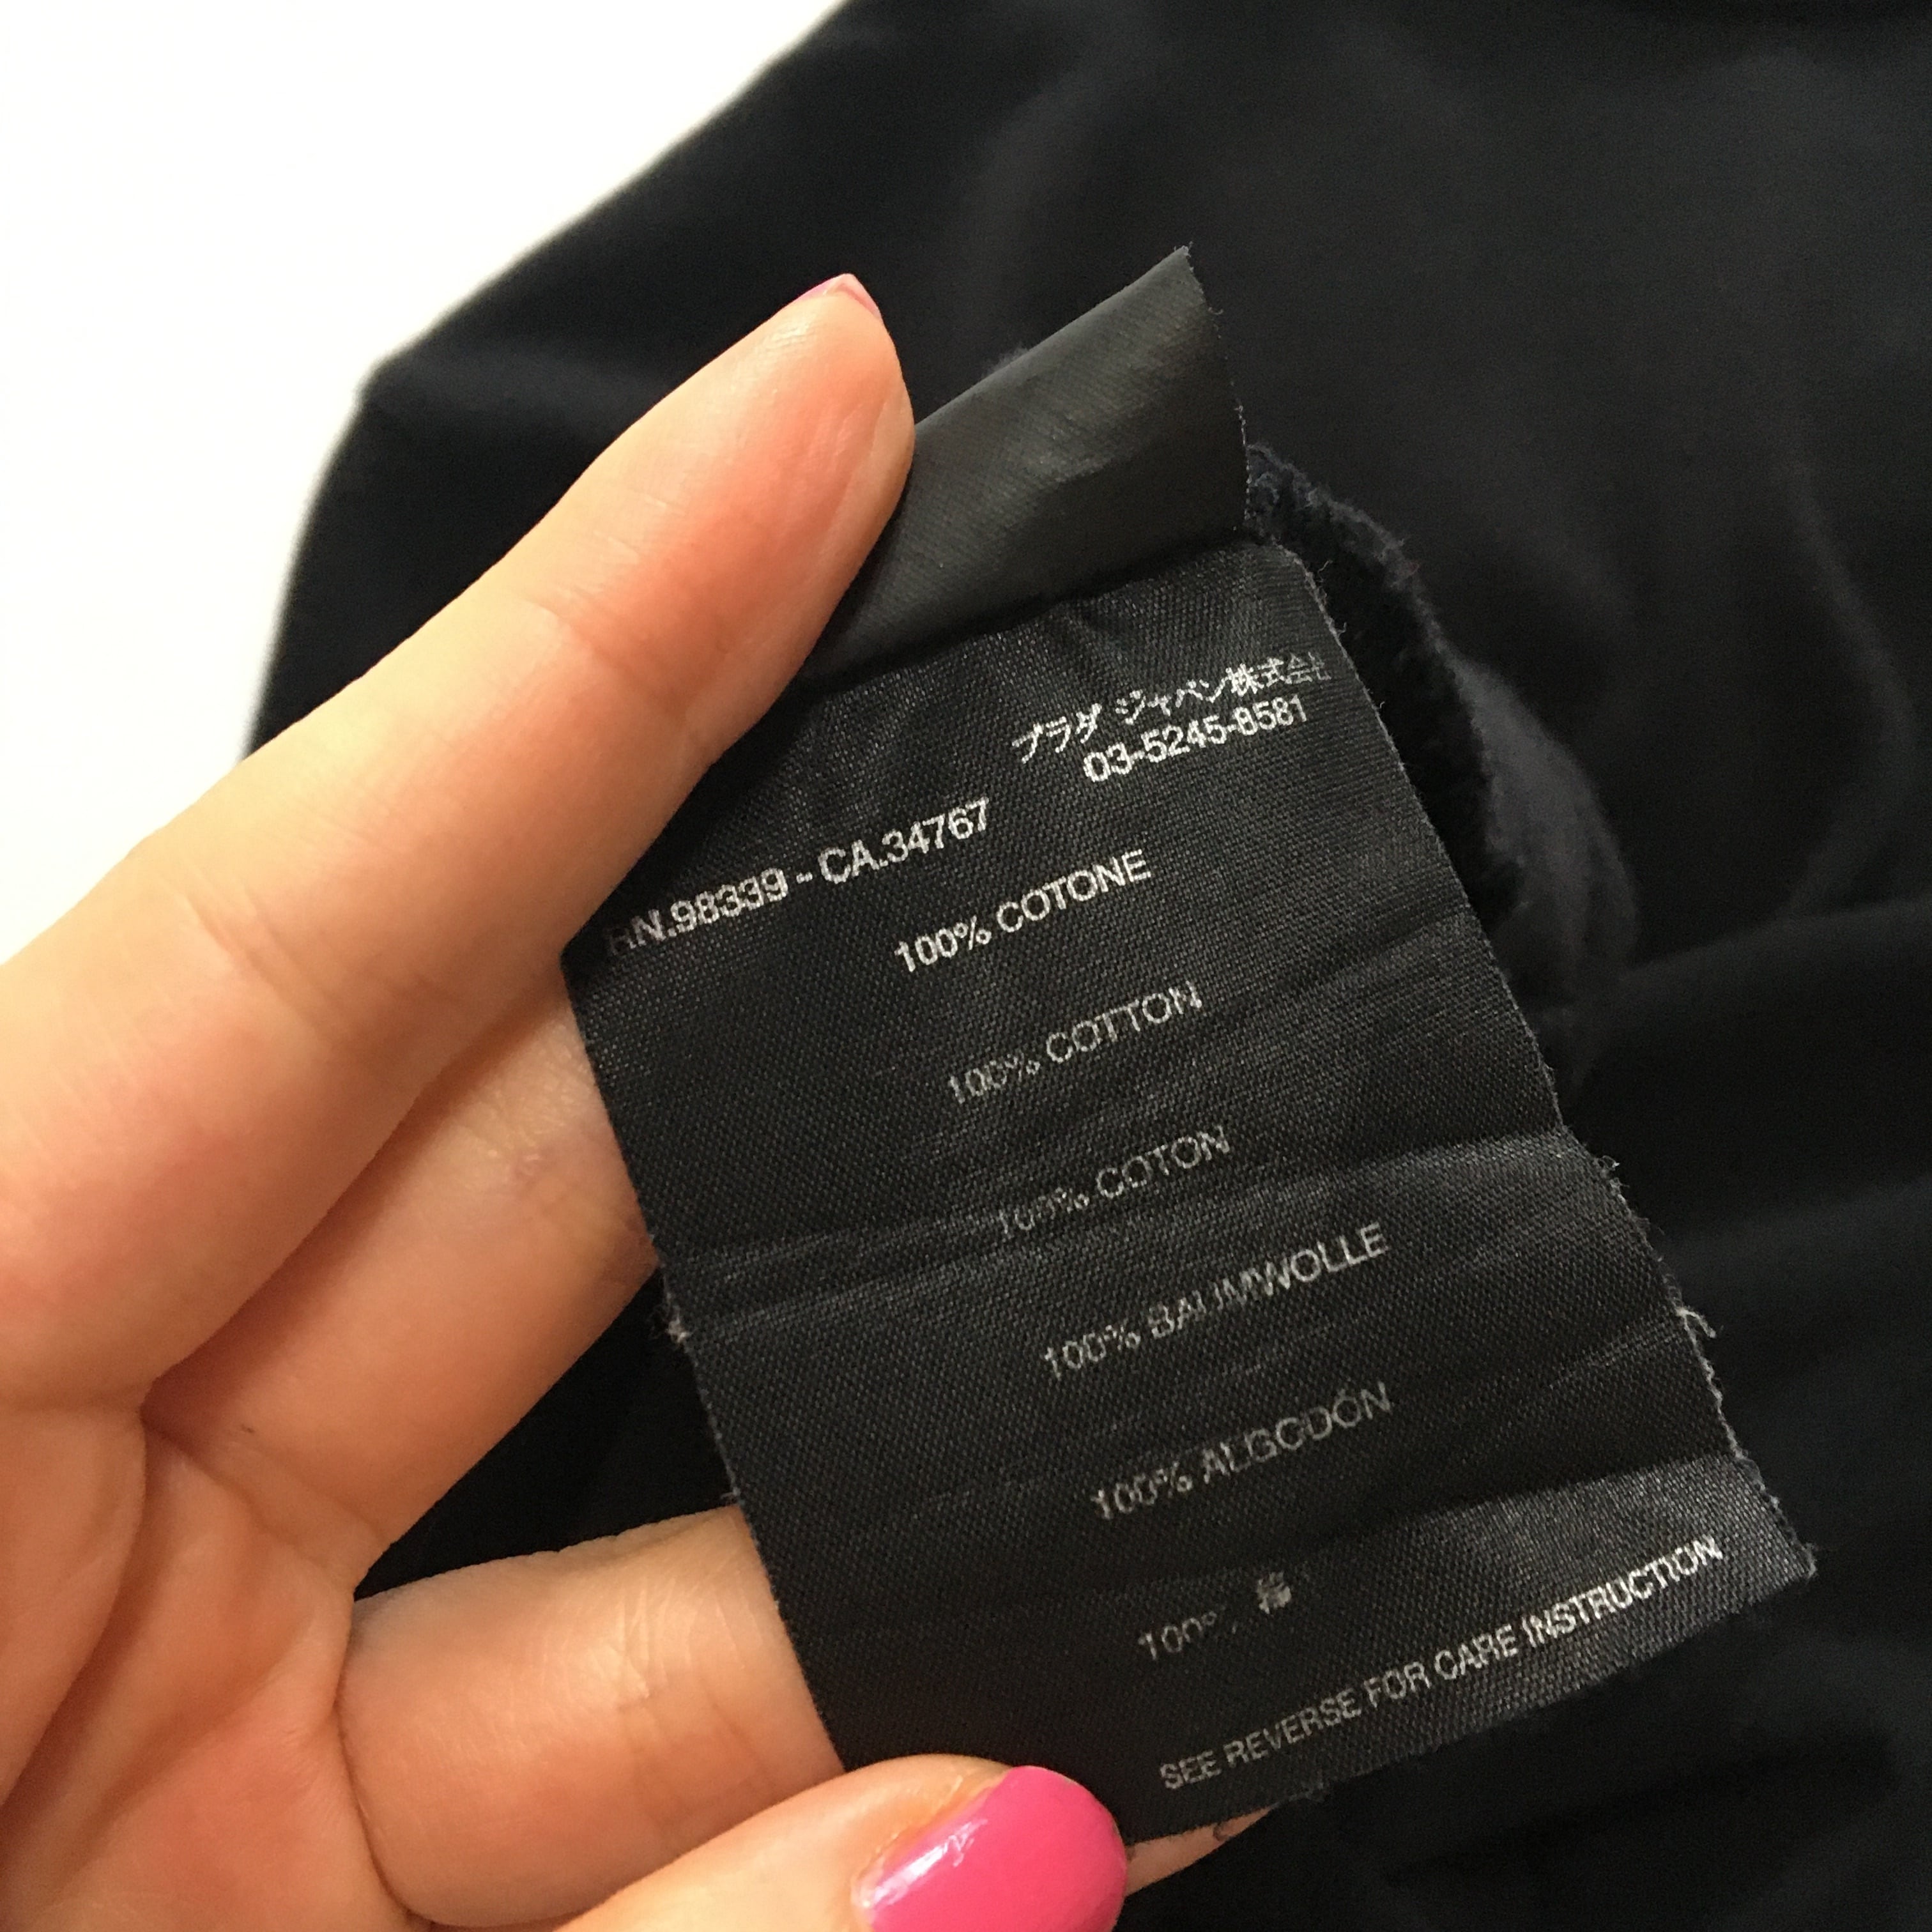 プラダ ジャパン株式会
03-5245-8581
RN.98339 - CA.34767
100% COTONE
100% COTTON
100% COTON
100% BAUMWOLLE
100% ALGODÓN
100% 綿
SEE REVERSE FOR CARE INSTRUCTION